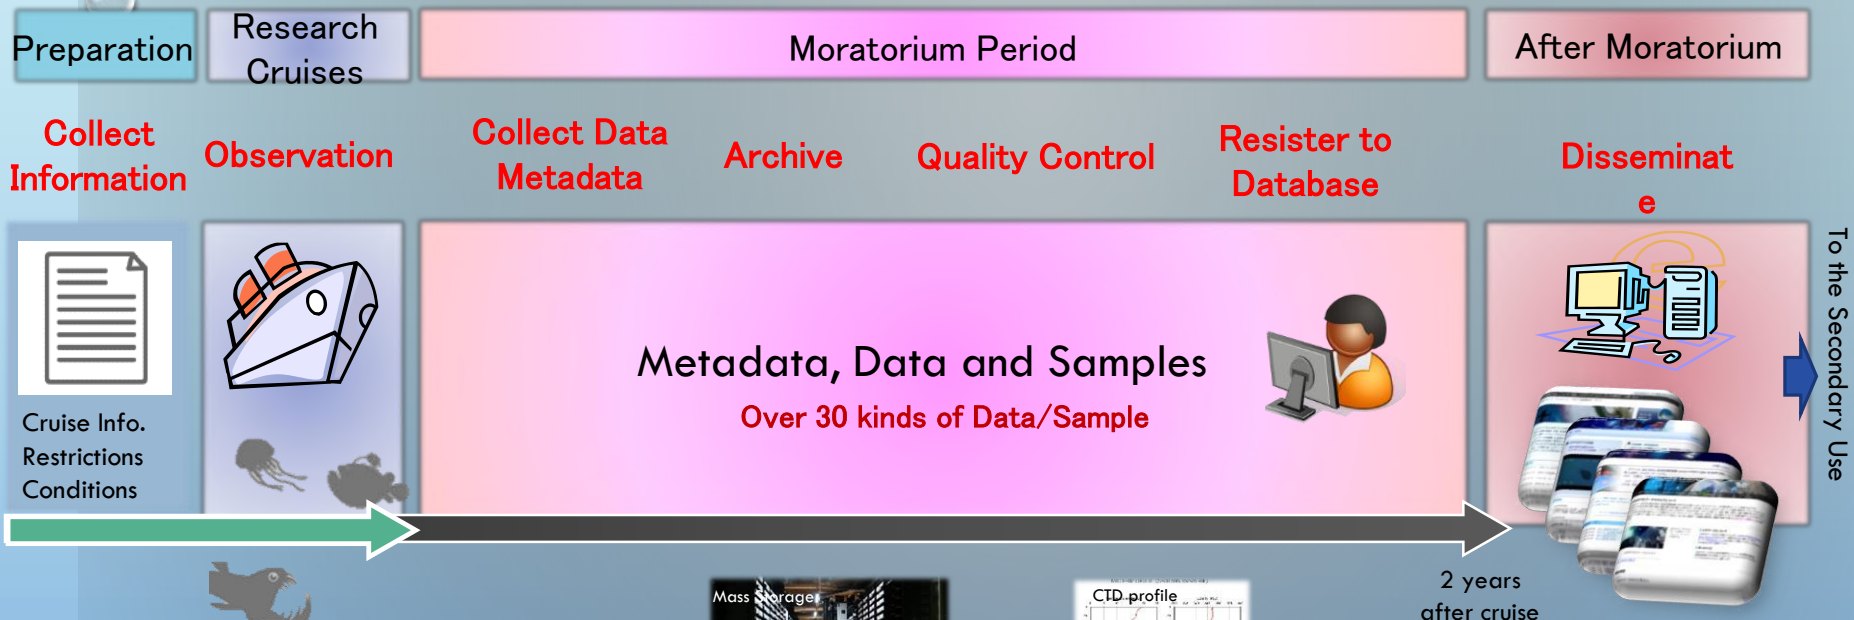 Preparation
Research
Cruises
Moratorium Period
After Moratorium
Collect
Information
Observation
Collect Data
Metadata
Archive
Quality Control
Resister to
Database
Disseminat
e
Cruise Info.
Restrictions
Conditions
Metadata, Data and Samples
Over 30 kinds of Data/Sample
To the Secondary Use
2 years
after cruise
Mass Storage
CTD profile